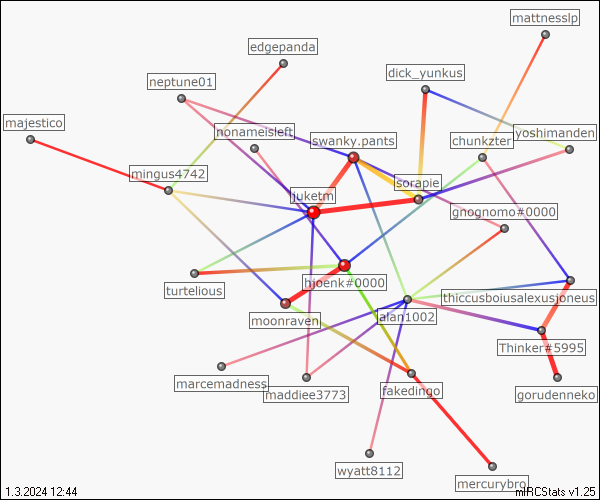 mattnesslp
edgepanda
dick_yunkus
neptune01
majestico
nonameisleft
swanky.pants
chunkzter
yoshimanden
mingus4742
sorapie
juketm
gnognomo#0000
bjoenk#0000
turtelious
thiccusboiusalexusjoneus
moonraven
alan1002
Thinker#5995
marcemadness
maddiee3773
fakedingo
gorudenneko
wyatt8112
mercurybro
1.3.2024 12:44
mIRCStats v1.25